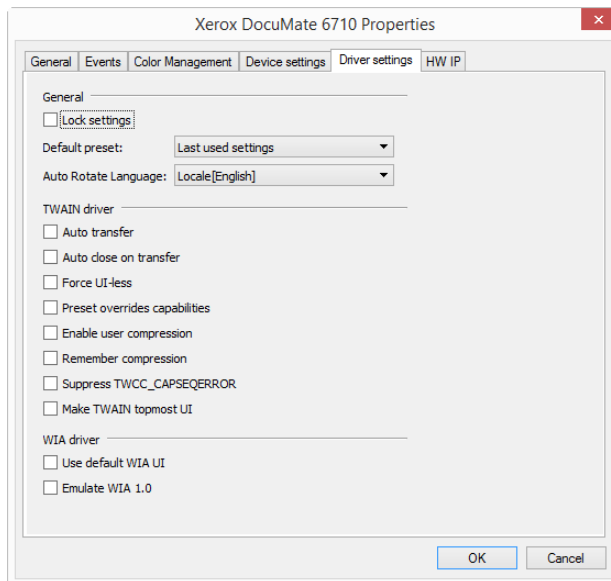 Xerox DocuMate 6710 Properties
General Events Color Management Device settings Driver settings HW IP
General
Lock settings
Default preset: Last used settings
Auto Rotate Language: Locale[English]
TWAIN driver
Auto transfer
Auto close on transfer
Force UI-less
Preset overrides capabilities
Enable user compression
Remember compression
Suppress TWCC_CAPSEQERROR
Make TWAIN topmost UI
WIA driver
Use default WIA UI
Emulate WIA 1.0
OK Cancel